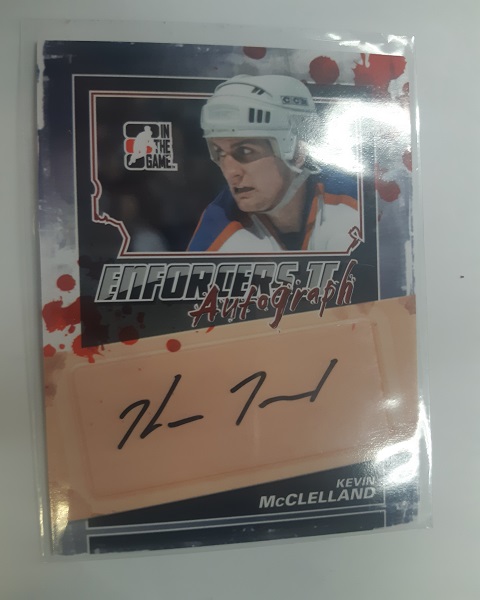 CCM
IN
THE
GAME
ENFORCERS II
Autograph
KEVIN
McCLELLAND